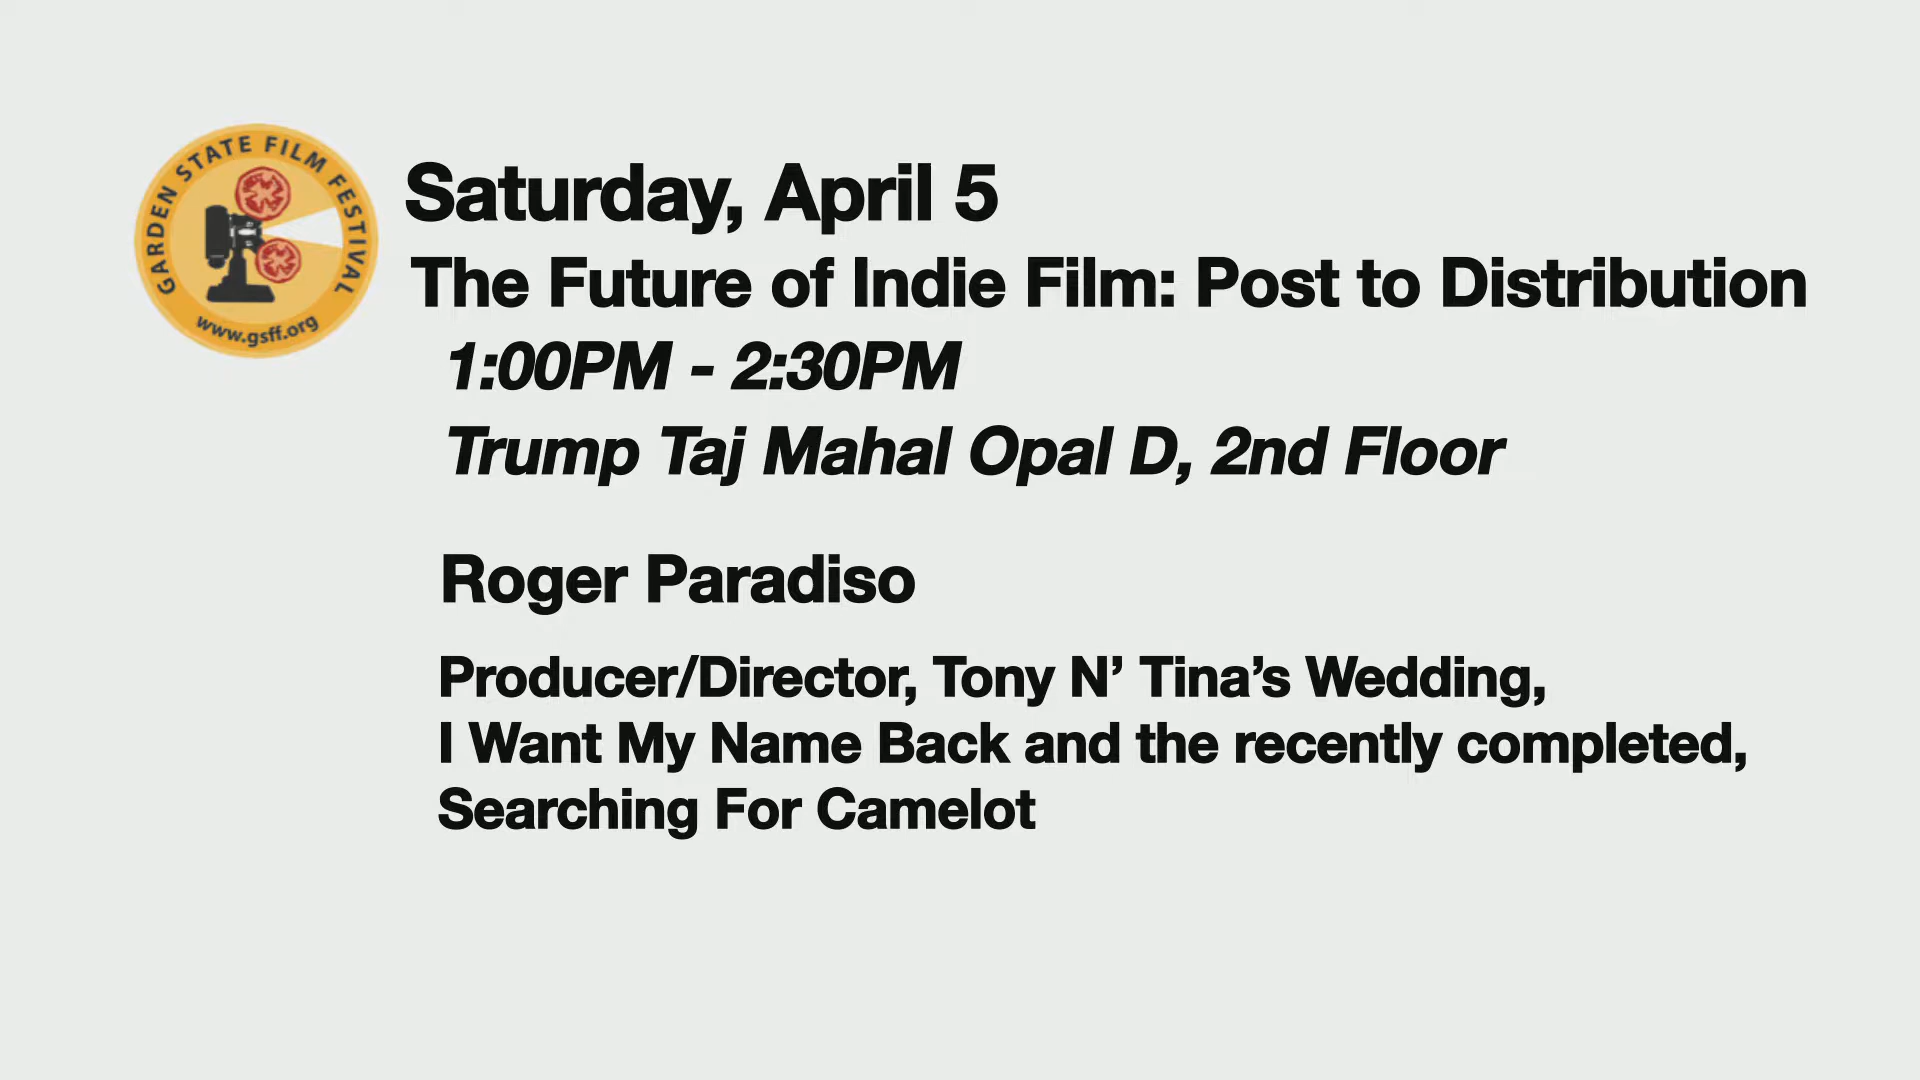 GARDEN STATE FILM FESTIVAL
www.gsff.org
Saturday, April 5
The Future of Indie Film: Post to Distribution
1:00PM - 2:30PM
Trump Taj Mahal Opal D, 2nd Floor
Roger Paradiso
Producer/Director, Tony N’ Tina’s Wedding,
I Want My Name Back and the recently completed,
Searching For Camelot